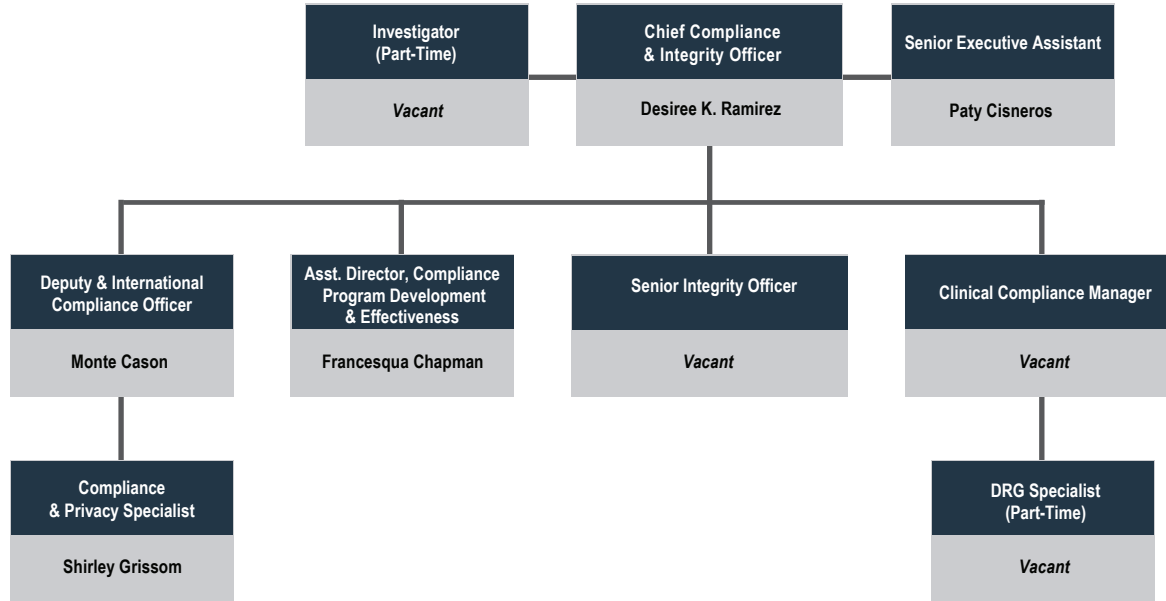 Investigator
(Part-Time)
Vacant
Chief Compliance
& Integrity Officer
Desiree K. Ramirez
Senior Executive Assistant
Paty Cisneros
Deputy & International
Compliance Officer
Monte Cason
Asst. Director, Compliance
Program Development
& Effectiveness
Francesqua Chapman
Senior Integrity Officer
Vacant
Clinical Compliance Manager
Vacant
Compliance
& Privacy Specialist
Shirley Grissom
DRG Specialist
(Part-Time)
Vacant